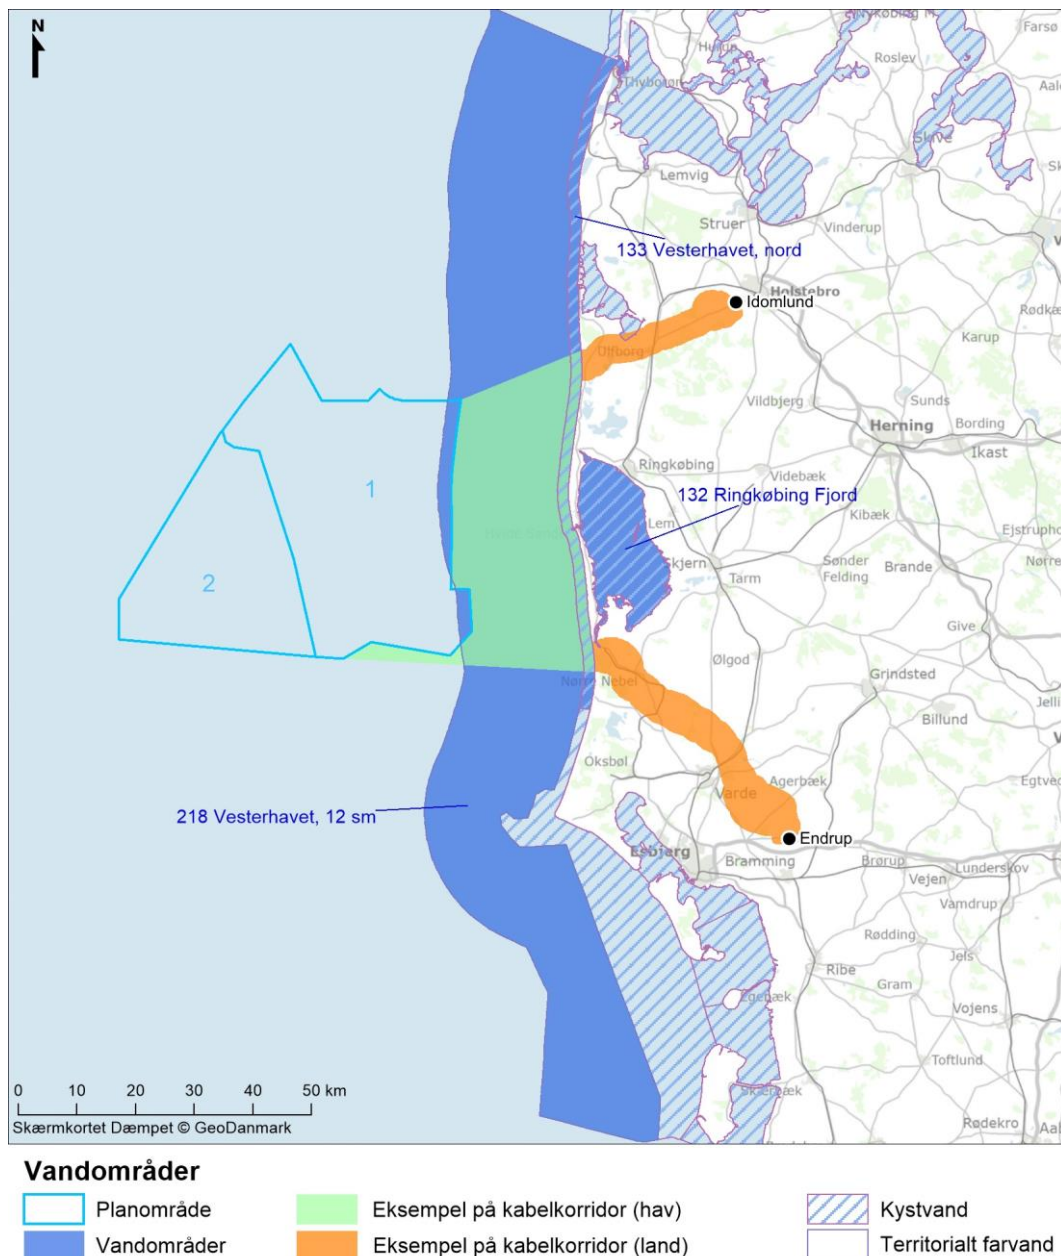 N
Nykøbing M
Farsø
Hurup
Roslev
Thyborøn
Aale
Skive
Lemvig
Struer
Vinderup
133 Vesterhavet, nord
Holstebro
Idomlund
Ulfborg
Karup
1
Vildbjerg
Sunds
Herning
Bording
Ikast
Ringkøbing
Videbæk
132 Ringkøbing Fjord
2
Lem
Kibæk
Ejstrupho
Skjern
Sønder
Felding
Brande
Nørre
Tarm
Give
Ølgod
Nørre Nebel
Grindsted
Jelli
Billund
Oksbøl
Agerbæk
Egtved
Varde
218 Vesterhavet, 12 sm
Endrup
Esbjerg
Bramming
Brørup
Lunderskov
Vejen
Vamdrup
Rødding
Ribe
Jels
Gram
Egebæk
Vojens
Toftlund
0 10 20 30 40 50 km
Skærbæk
Skærmkortet Dæmpet © GeoDanmark
Rødekro
Vandområder
Planområde
Eksempel på kabelkorridor (hav)
Kystvand
Vandområder
Eksempel på kabelkorridor (land)
Territorialt farvand